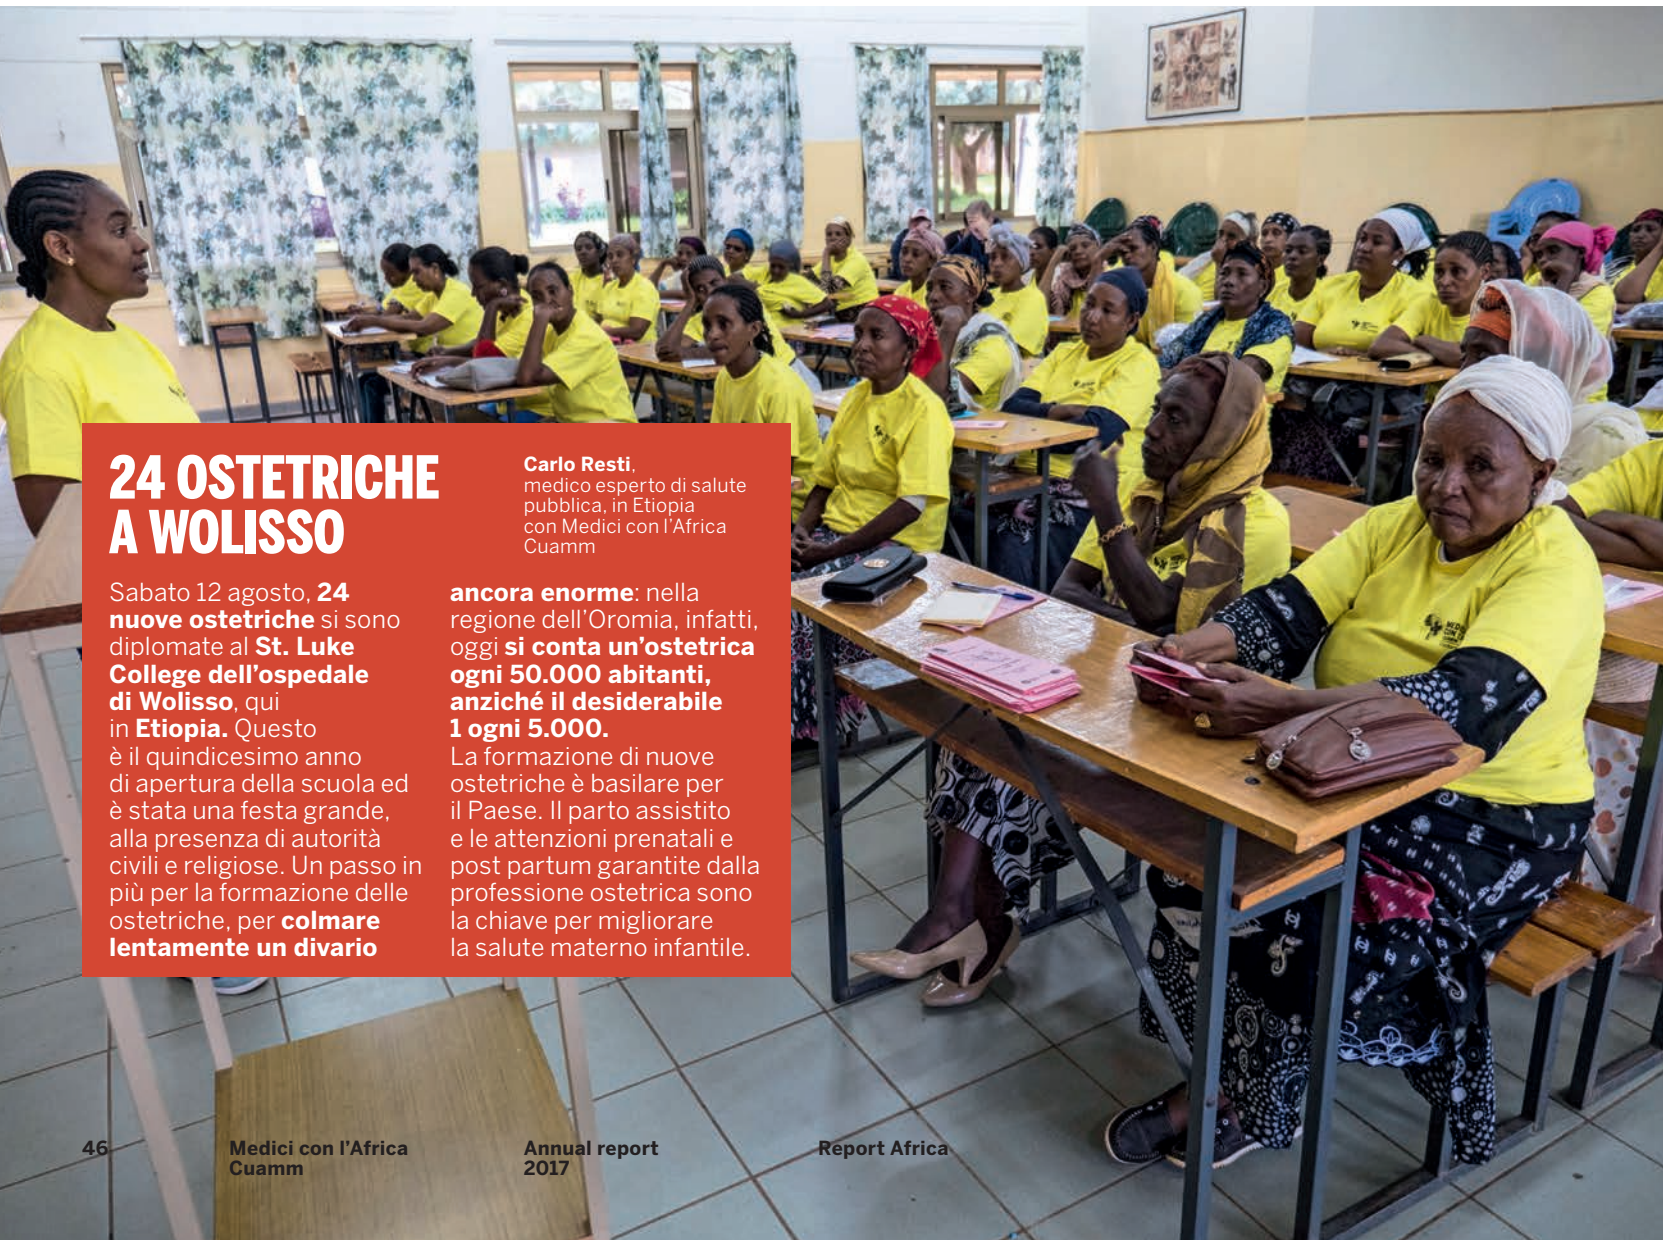 24 OSTETRICHE
A WOLISSO
Carlo Resti,
medico esperto di salute
pubblica, in Etiopia
con Medici con l'Africa
Cuamm
Sabato 12 agosto, 24
nuove ostetriche si sono
diplomate al St. Luke
College dell'ospedale
di Wolisso, qui
in Etiopia. Questo
è il quindicesimo anno
di apertura della scuola ed
è stata una festa grande,
alla presenza di autorità
civili e religiose. Un passo in
più per la formazione delle
ostetriche, per colmare
lentamente un divario
ancora enorme: nella
regione dell'Oromia, infatti,
oggi si conta un'ostetrica
ogni 50.000 abitanti,
anziché il desiderabile
1 ogni 5.000.
La formazione di nuove
ostetriche è basilare per
il Paese. Il parto assistito
e le attenzioni prenatali e
post partum garantite dalla
professione ostetrica sono
la chiave per migliorare
la salute materno infantile.
46
Medici con l'Africa
Cuamm
Annual report
2017
Report Africa